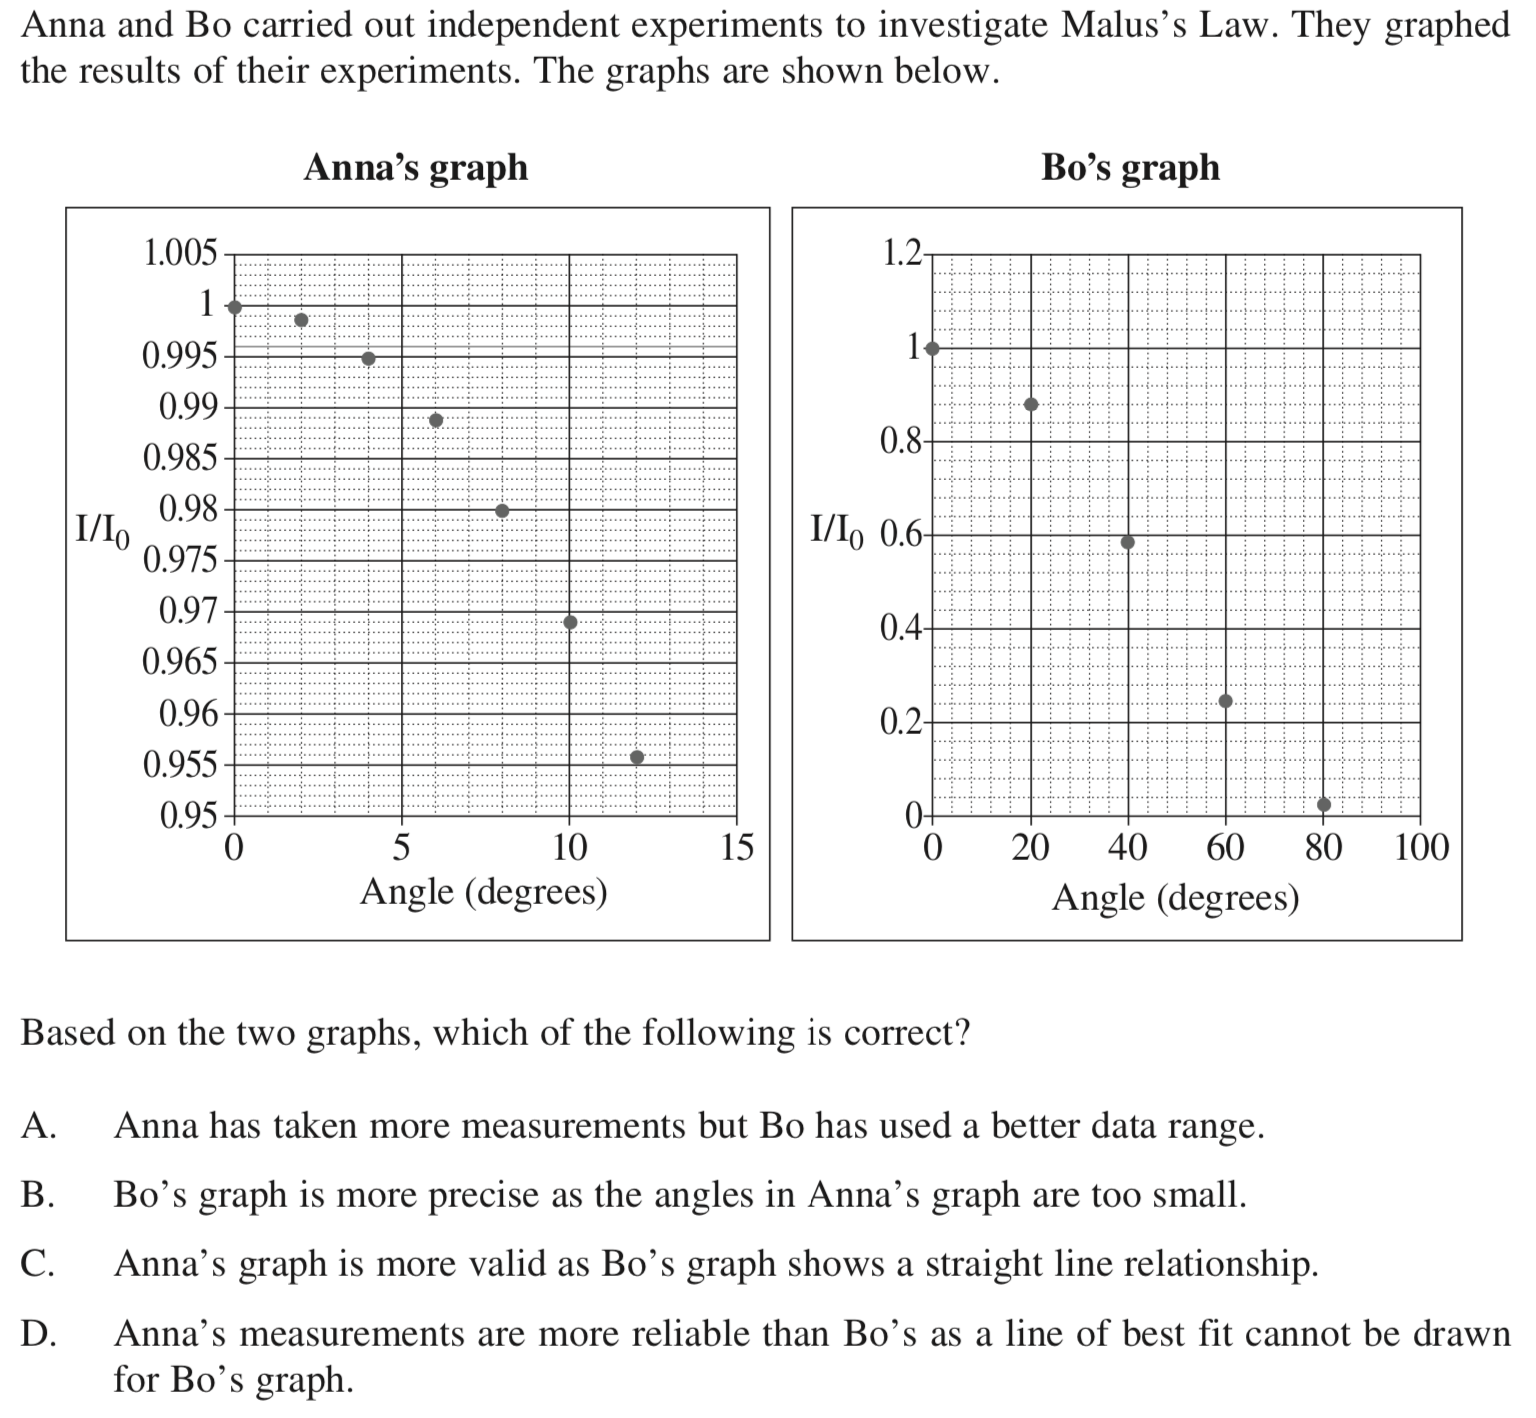 Anna and Bo carried out independent experiments to investigate Malus’s Law. They graphed
the results of their experiments. The graphs are shown below.
Anna’s graph
1.005
1
0.995
0.99
0.985
0.98
0.975
0.97
0.965
0.96
0.955
0.95
I/I₀
0 5 10 15
Angle (degrees)
Bo’s graph
1.2
1
0.8
0.6
0.4
0.2
0
I/I₀
0 20 40 60 80 100
Angle (degrees)
Based on the two graphs, which of the following is correct?
A. Anna has taken more measurements but Bo has used a better data range.
B. Bo’s graph is more precise as the angles in Anna’s graph are too small.
C. Anna’s graph is more valid as Bo’s graph shows a straight line relationship.
D. Anna’s measurements are more reliable than Bo’s as a line of best fit cannot be drawn
for Bo’s graph.